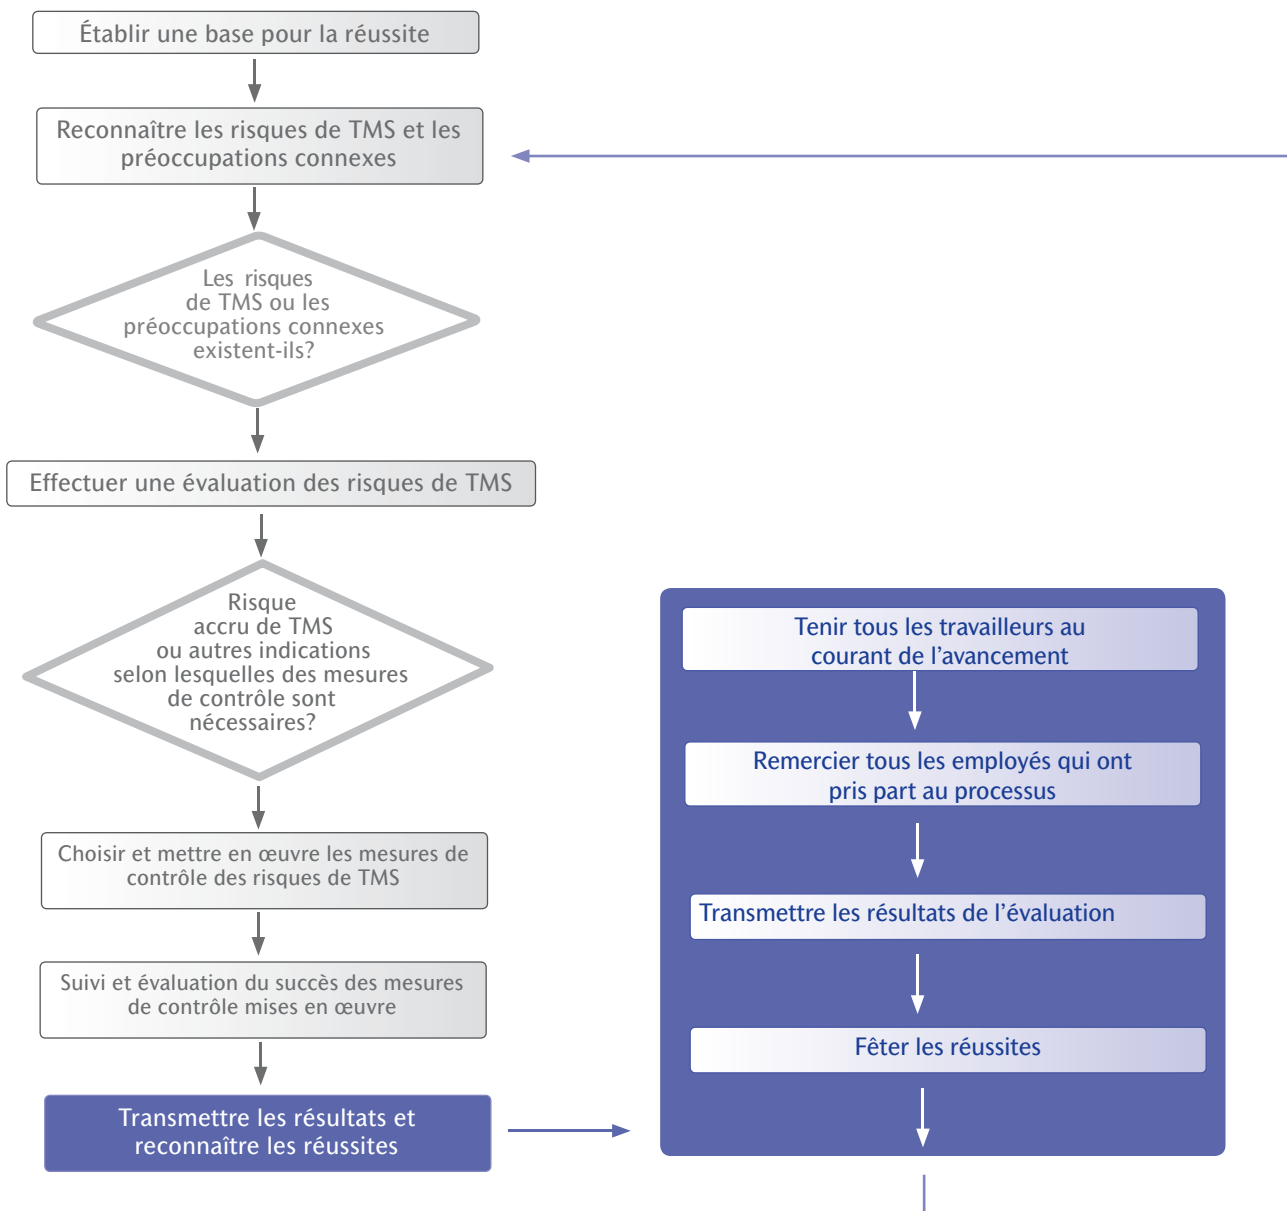 Établir une base pour la réussite
Reconnaître les risques de TMS et les
préoccupations connexes
Les risques
de TMS ou les
préoccupations connexes
existent-ils?
Effectuer une évaluation des risques de TMS
Risque
accru de TMS
ou autres indications
selon lesquelles des mesures
de contrôle sont
nécessaires?
Choisir et mettre en œuvre les mesures de
contrôle des risques de TMS
Suivi et évaluation du succès des mesures
de contrôle mises en œuvre
Transmettre les résultats et
reconnaître les réussites
Tenir tous les travailleurs au
courant de l’avancement
Remercier tous les employés qui ont
pris part au processus
Transmettre les résultats de l’évaluation
Fêter les réussites